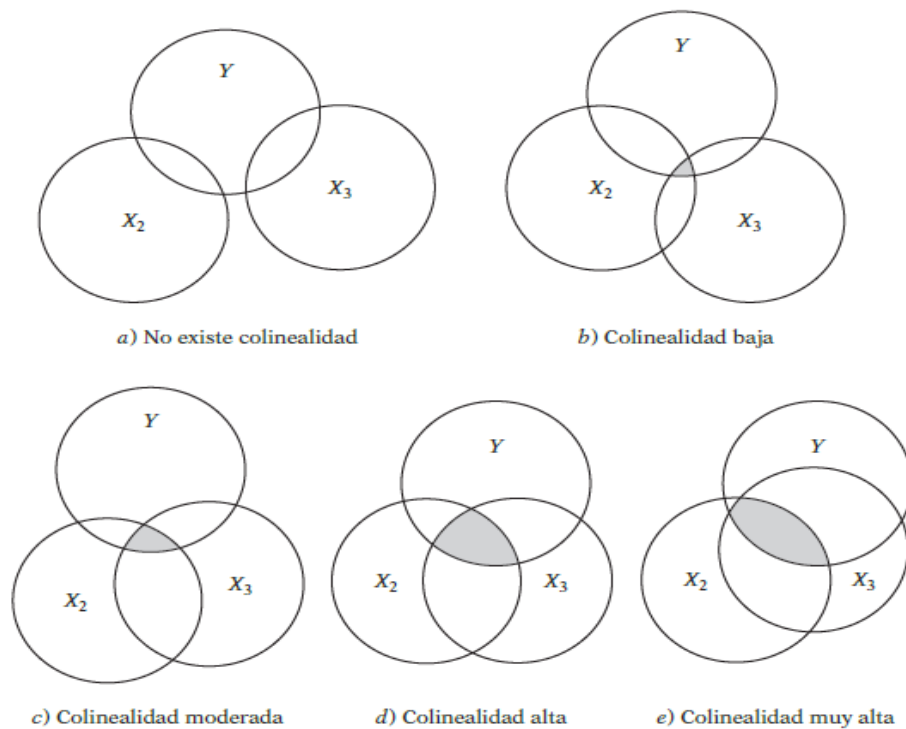 Y
X₂
X₃
a) No existe colinealidad
Y
X₂
X₃
b) Colinealidad baja
Y
X₂
X₃
c) Colinealidad moderada
Y
X₂
X₃
d) Colinealidad alta
Y
X₂
X₃
e) Colinealidad muy alta